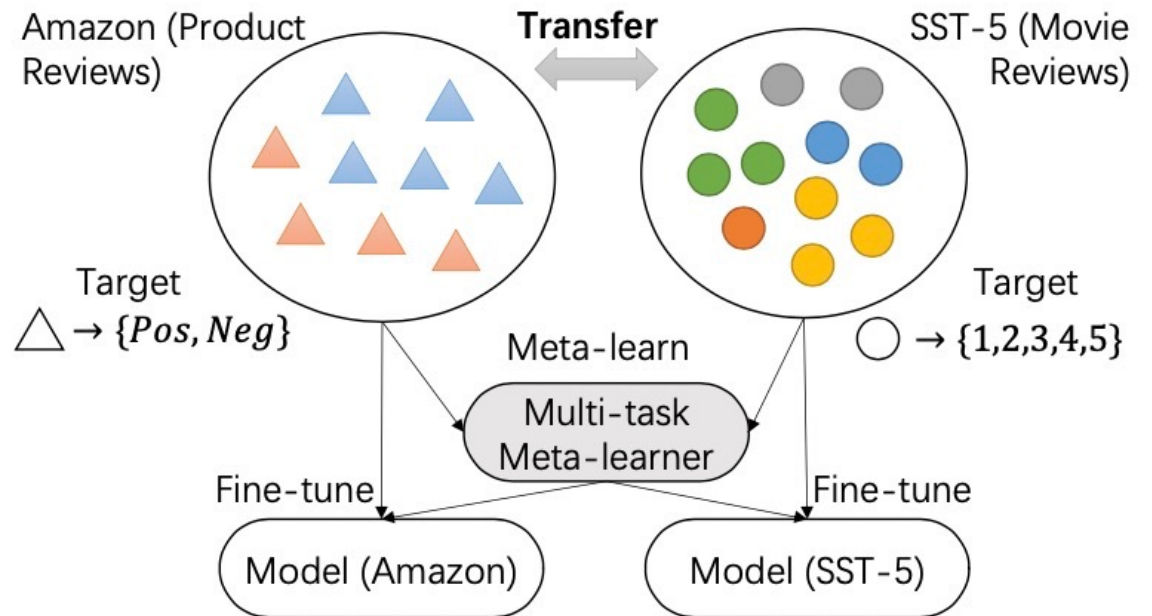 Amazon (Product
Reviews)
Transfer
SST-5 (Movie
Reviews)
Target
△ → {Pos, Neg}
Target
○ → {1,2,3,4,5}
Meta-learn
Multi-task
Meta-learner
Fine-tune
Fine-tune
Model (Amazon)
Model (SST-5)